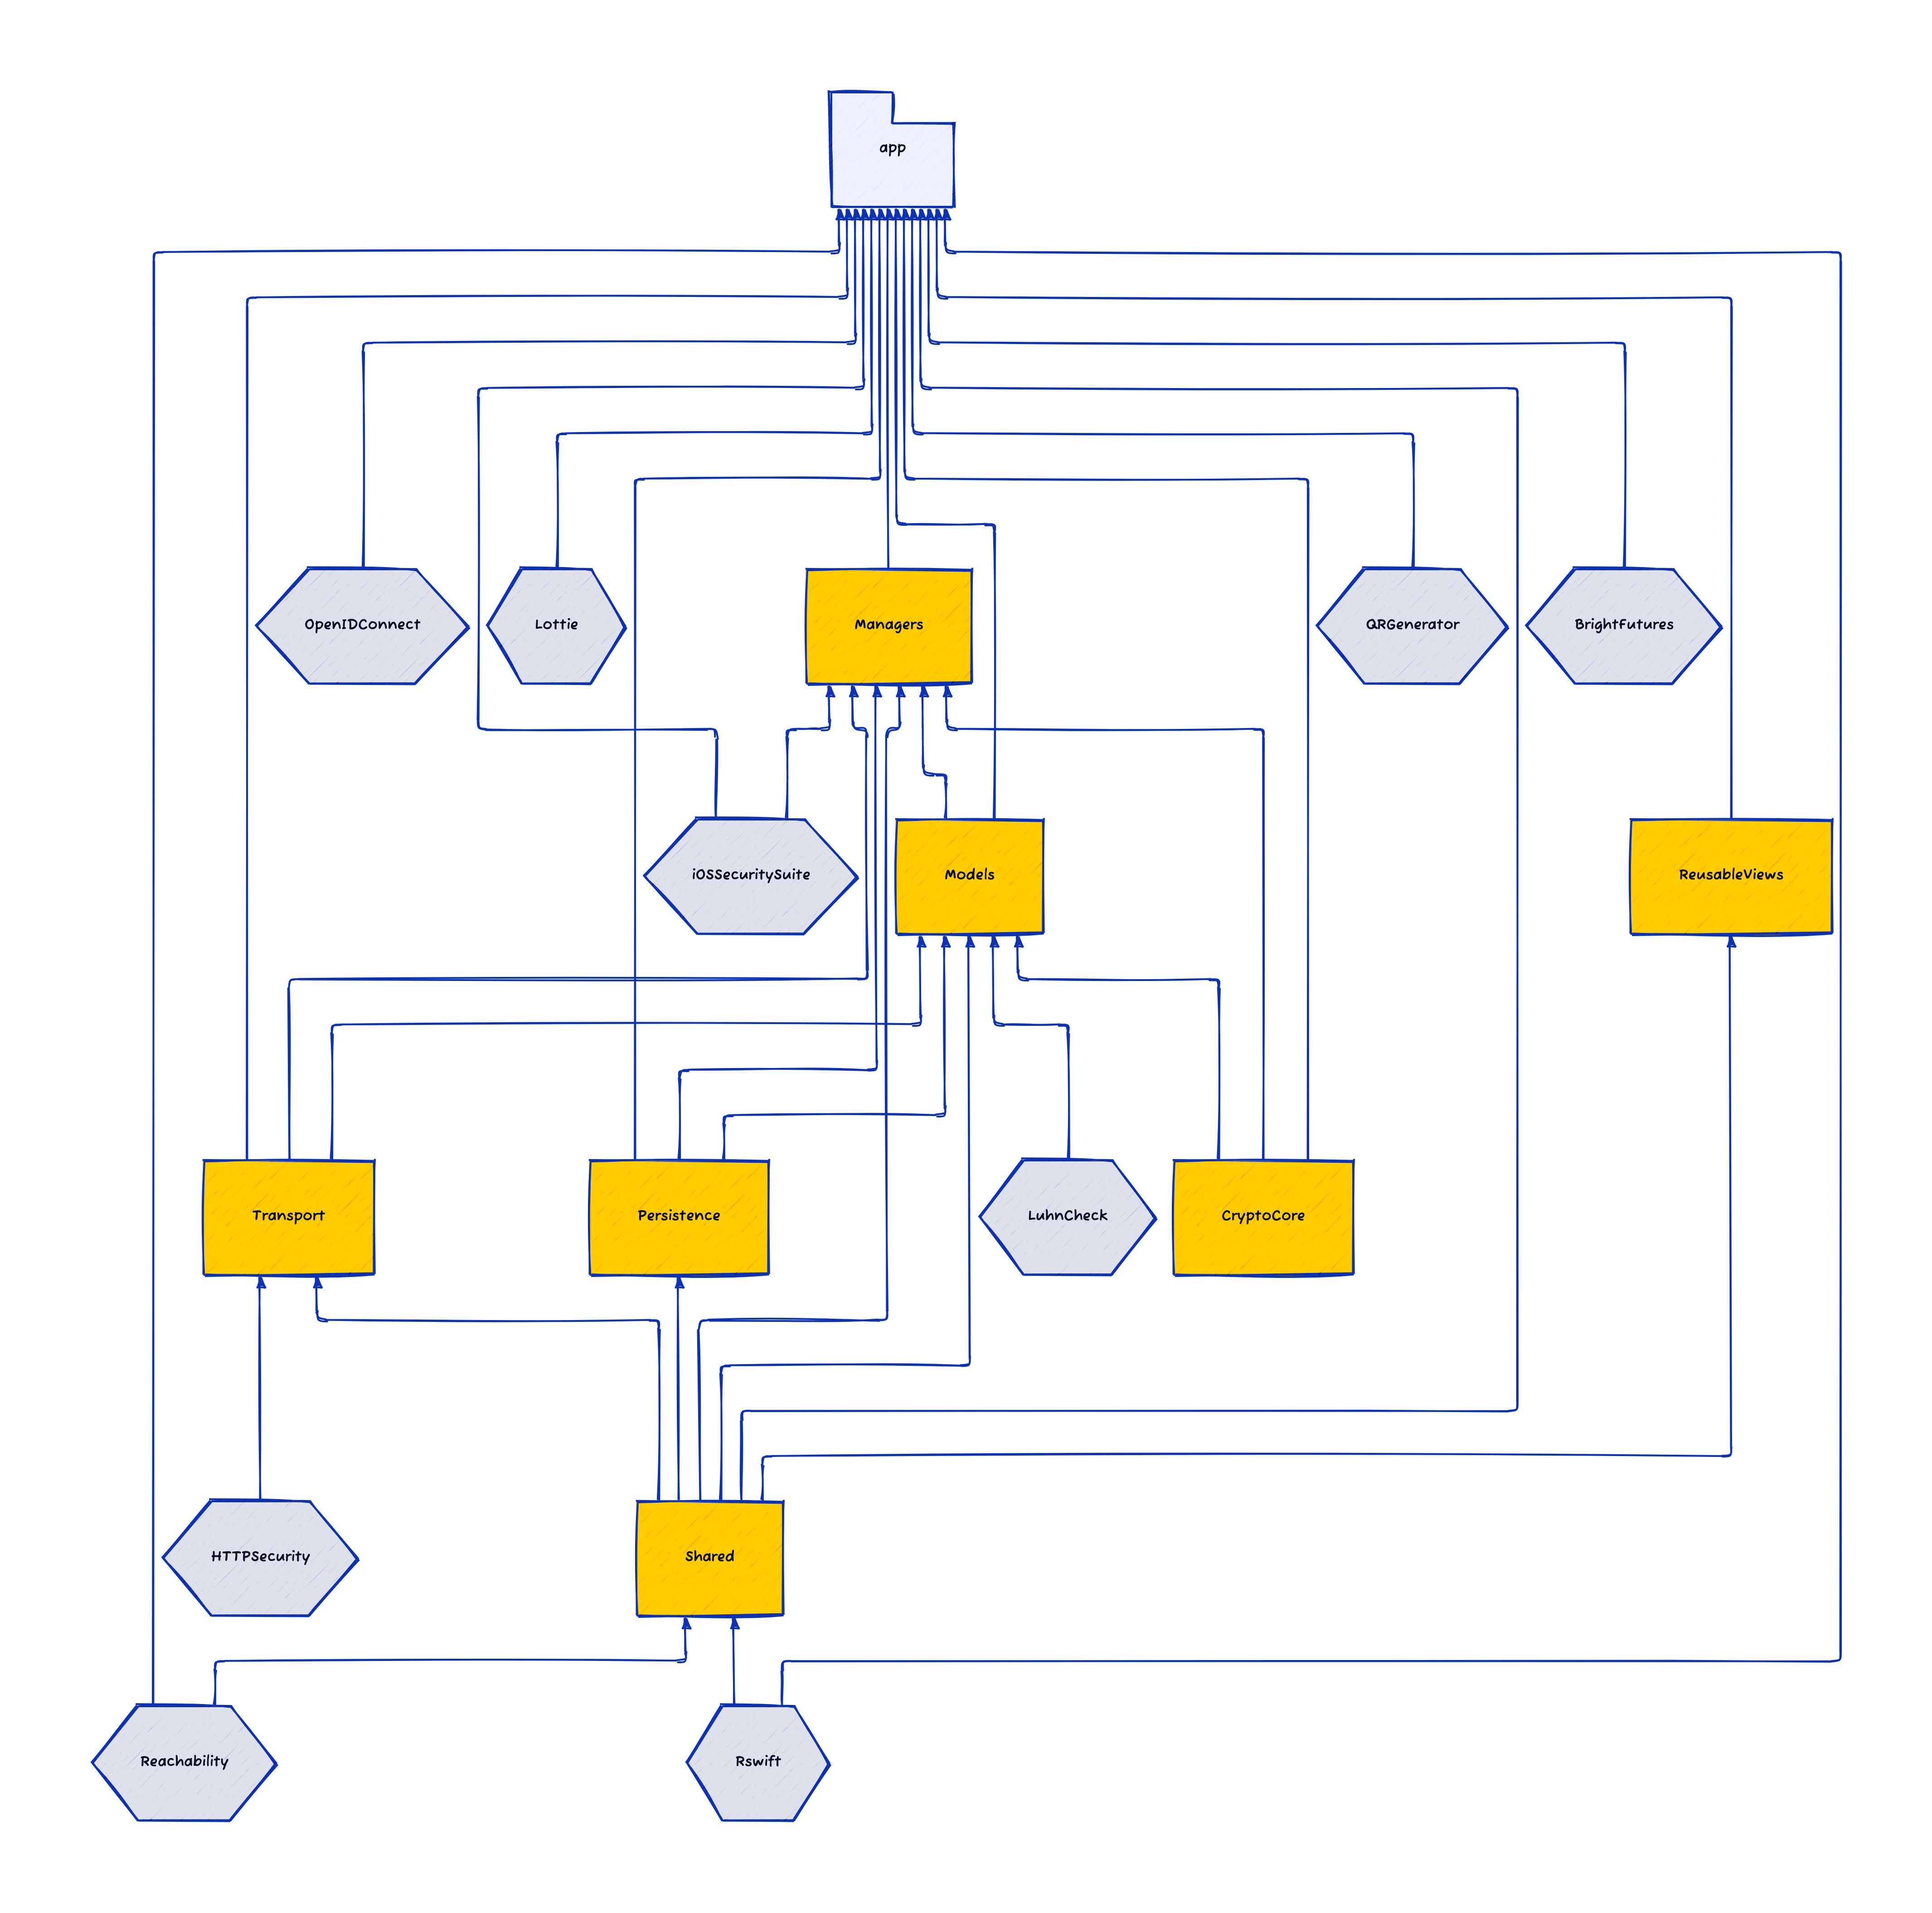 app
OpenIDConnect
Lottie
Managers
QRGenerator
BrightFutures
iOSSecuritySuite
Models
ReusableViews
Transport
Persistence
LuhnCheck
CryptoCore
HTTPSecurity
Shared
Reachability
Rswift